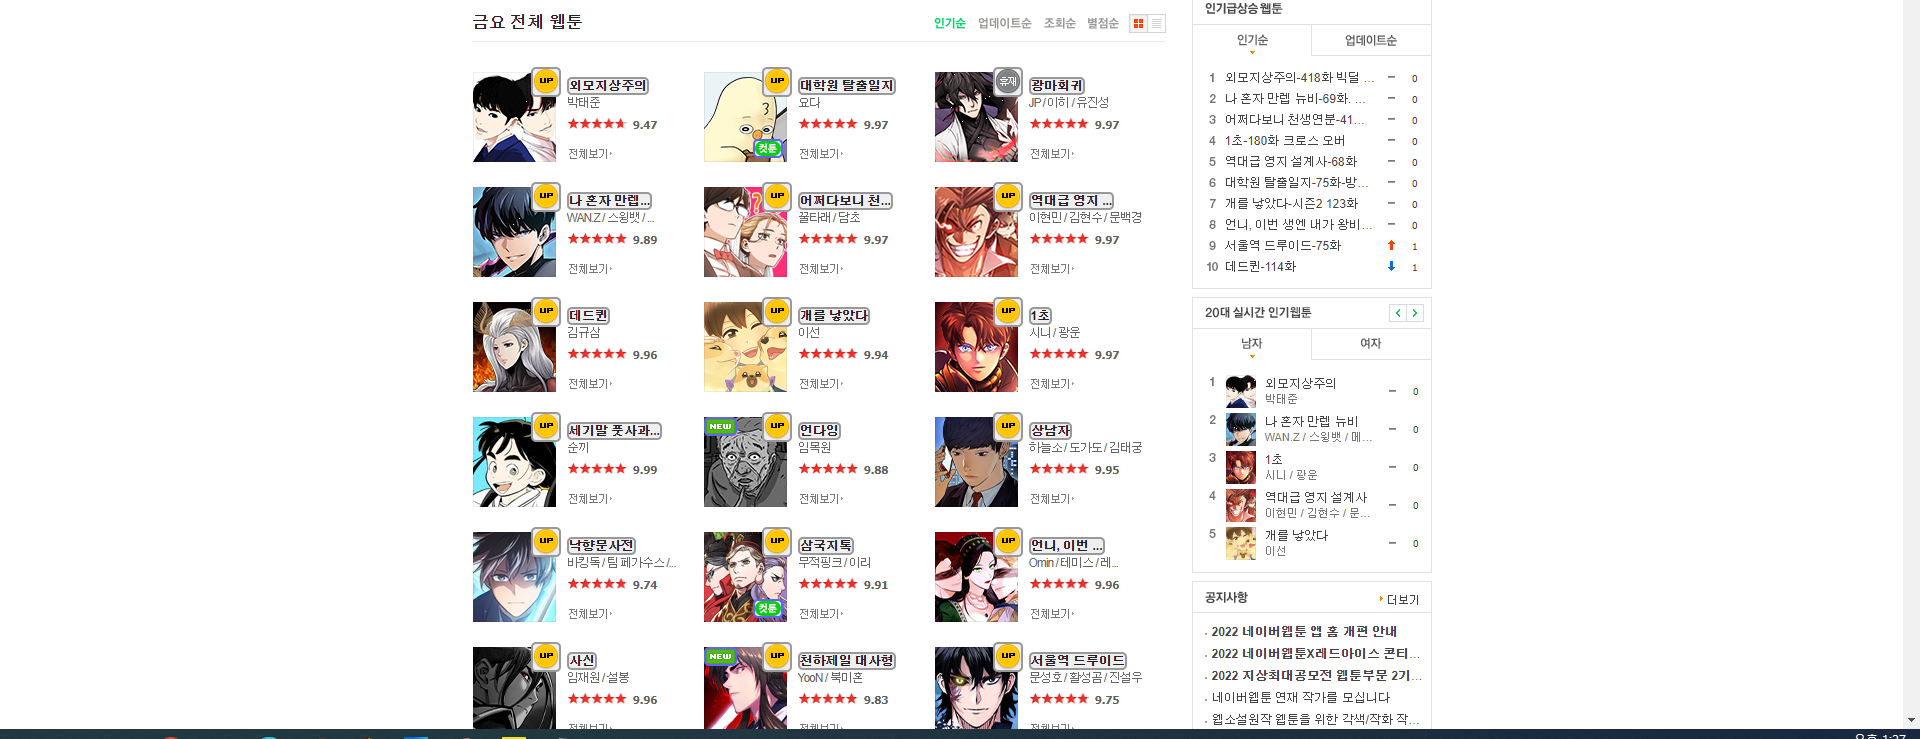 금요 전체 웹툰
인기순 업데이트순 조회순 별점순
UP
외모지상주의
박태준
9.47
전체보기
UP
컷툰
대학원 탈출일지
요다
9.97
전체보기
휴재
광마회귀
JP / 이히 / 유진성
9.97
전체보기
UP
나 혼자 만렙...
WAN.Z / 스윙뱃 / ...
9.89
전체보기
UP
어쩌다보니 천...
꿀타래 / 담초
9.97
전체보기
UP
역대급 영지 ...
이현민 / 김현수 / 문백경
9.97
전체보기
UP
데드퀸
김규삼
9.96
전체보기
UP
개를 낳았다
이선
9.94
전체보기
UP
1초
시니 / 광운
9.97
전체보기
UP
세기말 풋사과...
순끼
9.99
전체보기
NEW UP
언다잉
임목원
9.88
전체보기
UP
상남자
하늘소 / 도가도 / 김태궁
9.95
전체보기
UP
낙향문사전
바킹독 / 팀 페가수스 /...
9.74
전체보기
UP
컷툰
삼국지톡
무적핑크 / 이리
9.91
전체보기
UP
언니, 이번 ...
Omin / 테미스 / 레...
9.96
전체보기
UP
사신
임재원 / 설봉
9.96
전체보기
NEW UP
천하제일 대사형
YooN / 북미혼
9.83
전체보기
UP
서울역 드루이드
문성호 / 활성곰 / 진설우
9.75
전체보기
인기급상승 웹툰
인기순 업데이트순
1 외모지상주의-418화 빅딜 ... 0
2 나 혼자 만렙 뉴비-69화. ... 0
3 어쩌다보니 천생연분-41... 0
4 1초-180화 크로스 오버 0
5 역대급 영지 설계사-68화 0
6 대학원 탈출일지-75화-방... 0
7 개를 낳았다-시즌2 123화 0
8 언니, 이번 생엔 내가 왕비... 0
9 서울역 드루이드-75화 1
10 데드퀸-114화 1
20대 실시간 인기웹툰
남자 여자
1 외모지상주의 0
박태준
2 나 혼자 만렙 뉴비 0
WAN.Z / 스윙뱃 / 메...
3 1초 0
시니 / 광운
4 역대급 영지 설계사 0
이현민 / 김현수 / 문...
5 개를 낳았다 0
이선
공지사항 더보기
2022 네이버웹툰 앱 홈 개편 안내
2022 네이버웹툰X레드아이스 콘티...
2022 지상최대공모전 웹툰부문 2기...
네이버웹툰 연재 작가를 모십니다
웹소설원작 웹툰을 위한 각색/작화 작...